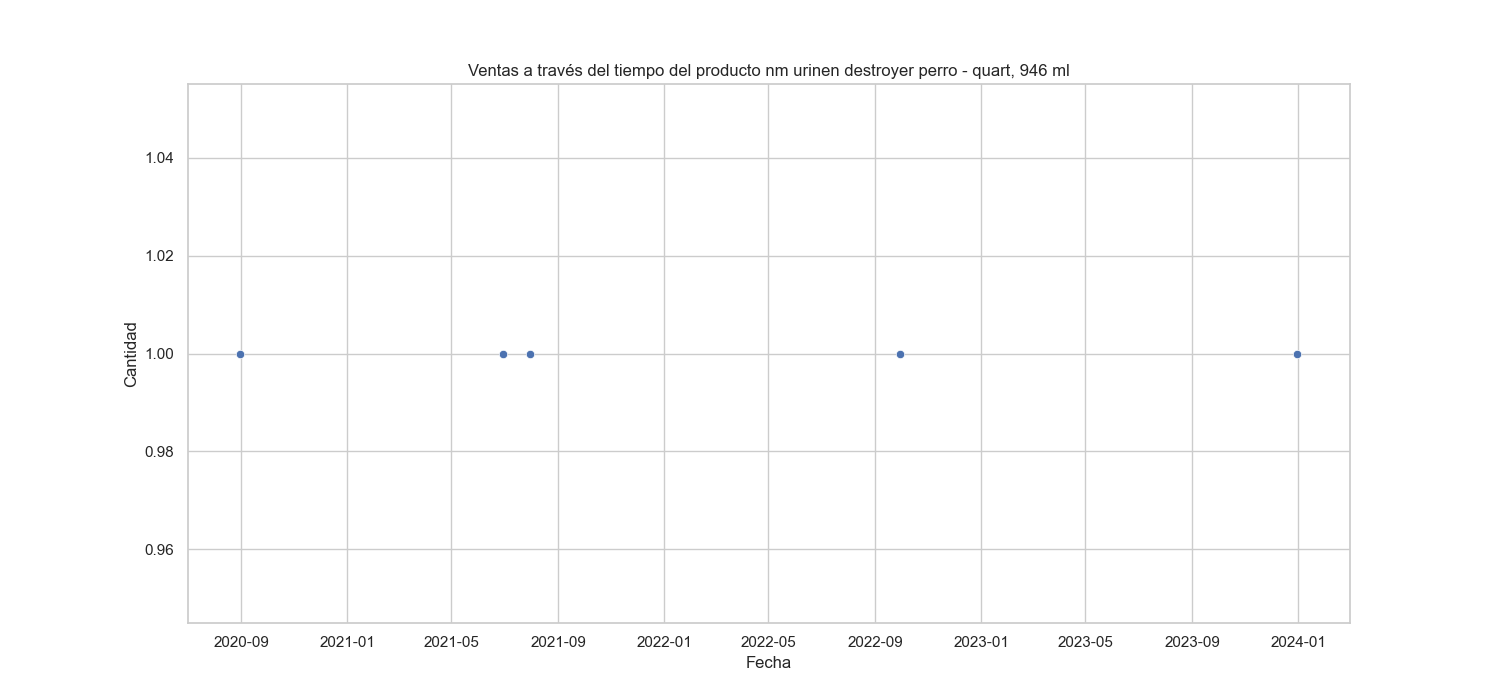 Ventas a través del tiempo del producto nm urinen destroyer perro - quart, 946 ml
1.04
1.02
1.00
0.98
0.96
Cantidad
2020-09 2021-01 2021-05 2021-09 2022-01 2022-05 2022-09 2023-01 2023-05 2023-09 2024-01
Fecha